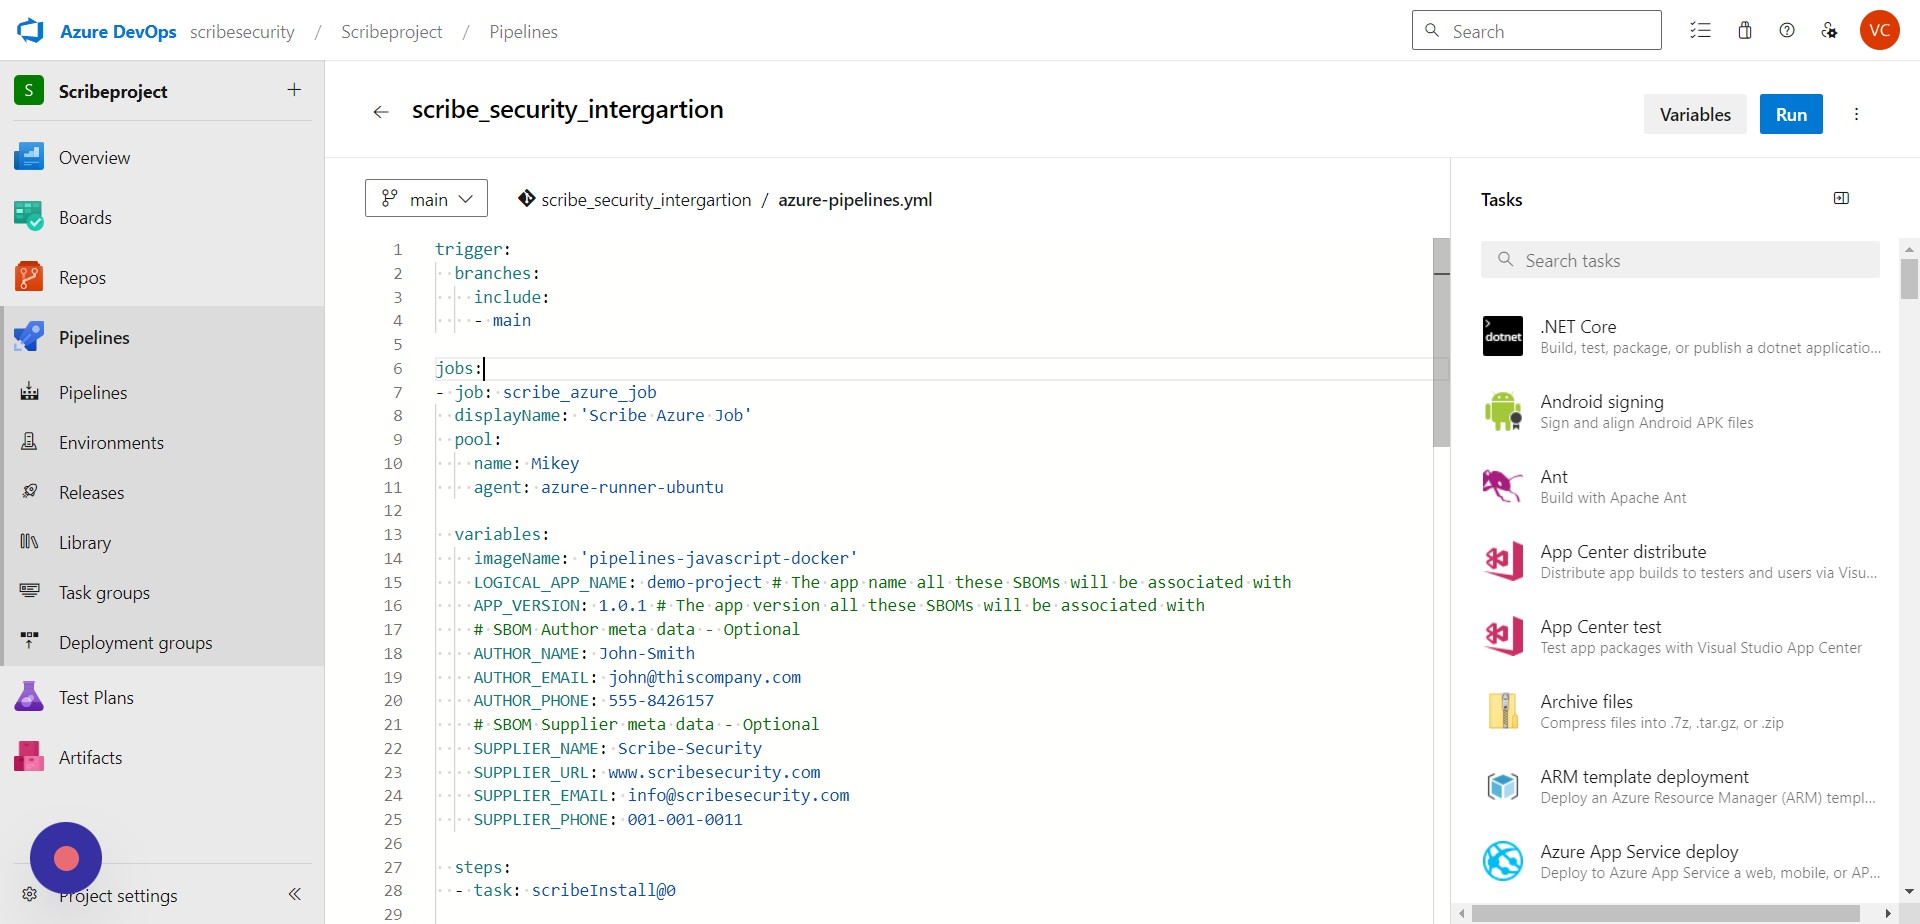 Azure DevOps scribesecurity / Scribeproject / Pipelines
Search
VC
S Scribeproject +
Overview
Boards
Repos
Pipelines
Pipelines
Environments
Releases
Library
Task groups
Deployment groups
Test Plans
Artifacts
Project settings
scribe_security_intergartion
Variables
Run
main
scribe_security_intergartion / azure-pipelines.yml
1 trigger:
2 branches:
3 include:
4 - main
5
6 jobs:
7 - job: scribe_azure_job
8 displayName: 'Scribe Azure Job'
9 pool:
10 name: Mikey
11 agent: azure-runner-ubuntu
12
13 variables:
14 imageName: 'pipelines-javascript-docker'
15 LOGICAL_APP_NAME: demo-project # The app name all these SBOMs will be associated with
16 APP_VERSION: 1.0.1 # The app version all these SBOMs will be associated with
17 # SBOM Author meta data - Optional
18 AUTHOR_NAME: John-Smith
19 AUTHOR_EMAIL: john@thiscompany.com
20 AUTHOR_PHONE: 555-8426157
21 # SBOM Supplier meta data - Optional
22 SUPPLIER_NAME: Scribe-Security
23 SUPPLIER_URL: www.scribesecurity.com
24 SUPPLIER_EMAIL: info@scribesecurity.com
25 SUPPLIER_PHONE: 001-001-0011
26
27 steps:
28 - task: scribeInstall@0
29
Tasks
Search tasks
dotnet
.NET Core
Build, test, package, or publish a dotnet applicatio...
Android signing
Sign and align Android APK files
Ant
Build with Apache Ant
App Center distribute
Distribute app builds to testers and users via Visu...
App Center test
Test app packages with Visual Studio App Center
Archive files
Compress files into .7z, .tar.gz, or .zip
ARM template deployment
Deploy an Azure Resource Manager (ARM) templ...
Azure App Service deploy
Deploy to Azure App Service a web, mobile, or AP...